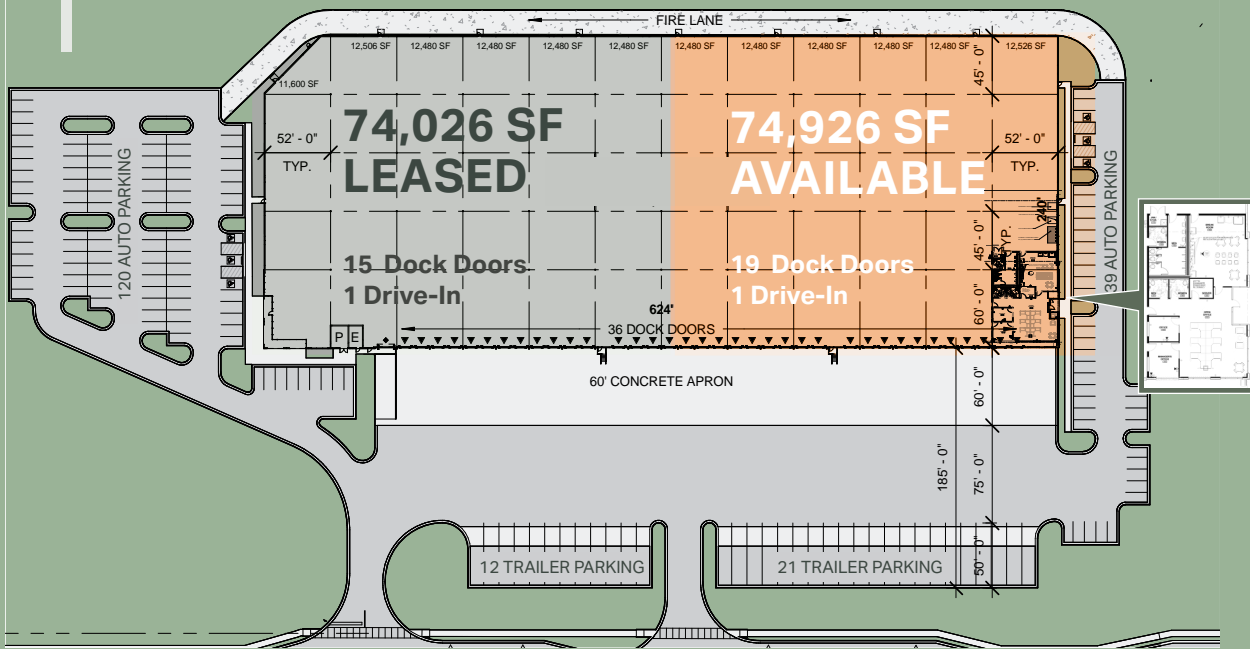 FIRE LANE
12,506 SF
12,480 SF
12,480 SF
12,480 SF
12,480 SF
12,480 SF
12,480 SF
12,480 SF
12,480 SF
12,480 SF
12,526 SF
11,600 SF
45' - 0"
74,026 SF
LEASED
74,926 SF
AVAILABLE
52' - 0"
TYP.
52' - 0"
TYP.
120 AUTO PARKING
39 AUTO PARKING
240'
TYP.
45' - 0"
15 Dock Doors
1 Drive-In
19 Dock Doors
1 Drive-In
624'
36 DOCK DOORS
60' - 0"
P E
60' CONCRETE APRON
60' - 0"
185' - 0"
75' - 0"
50' - 0"
12 TRAILER PARKING
21 TRAILER PARKING